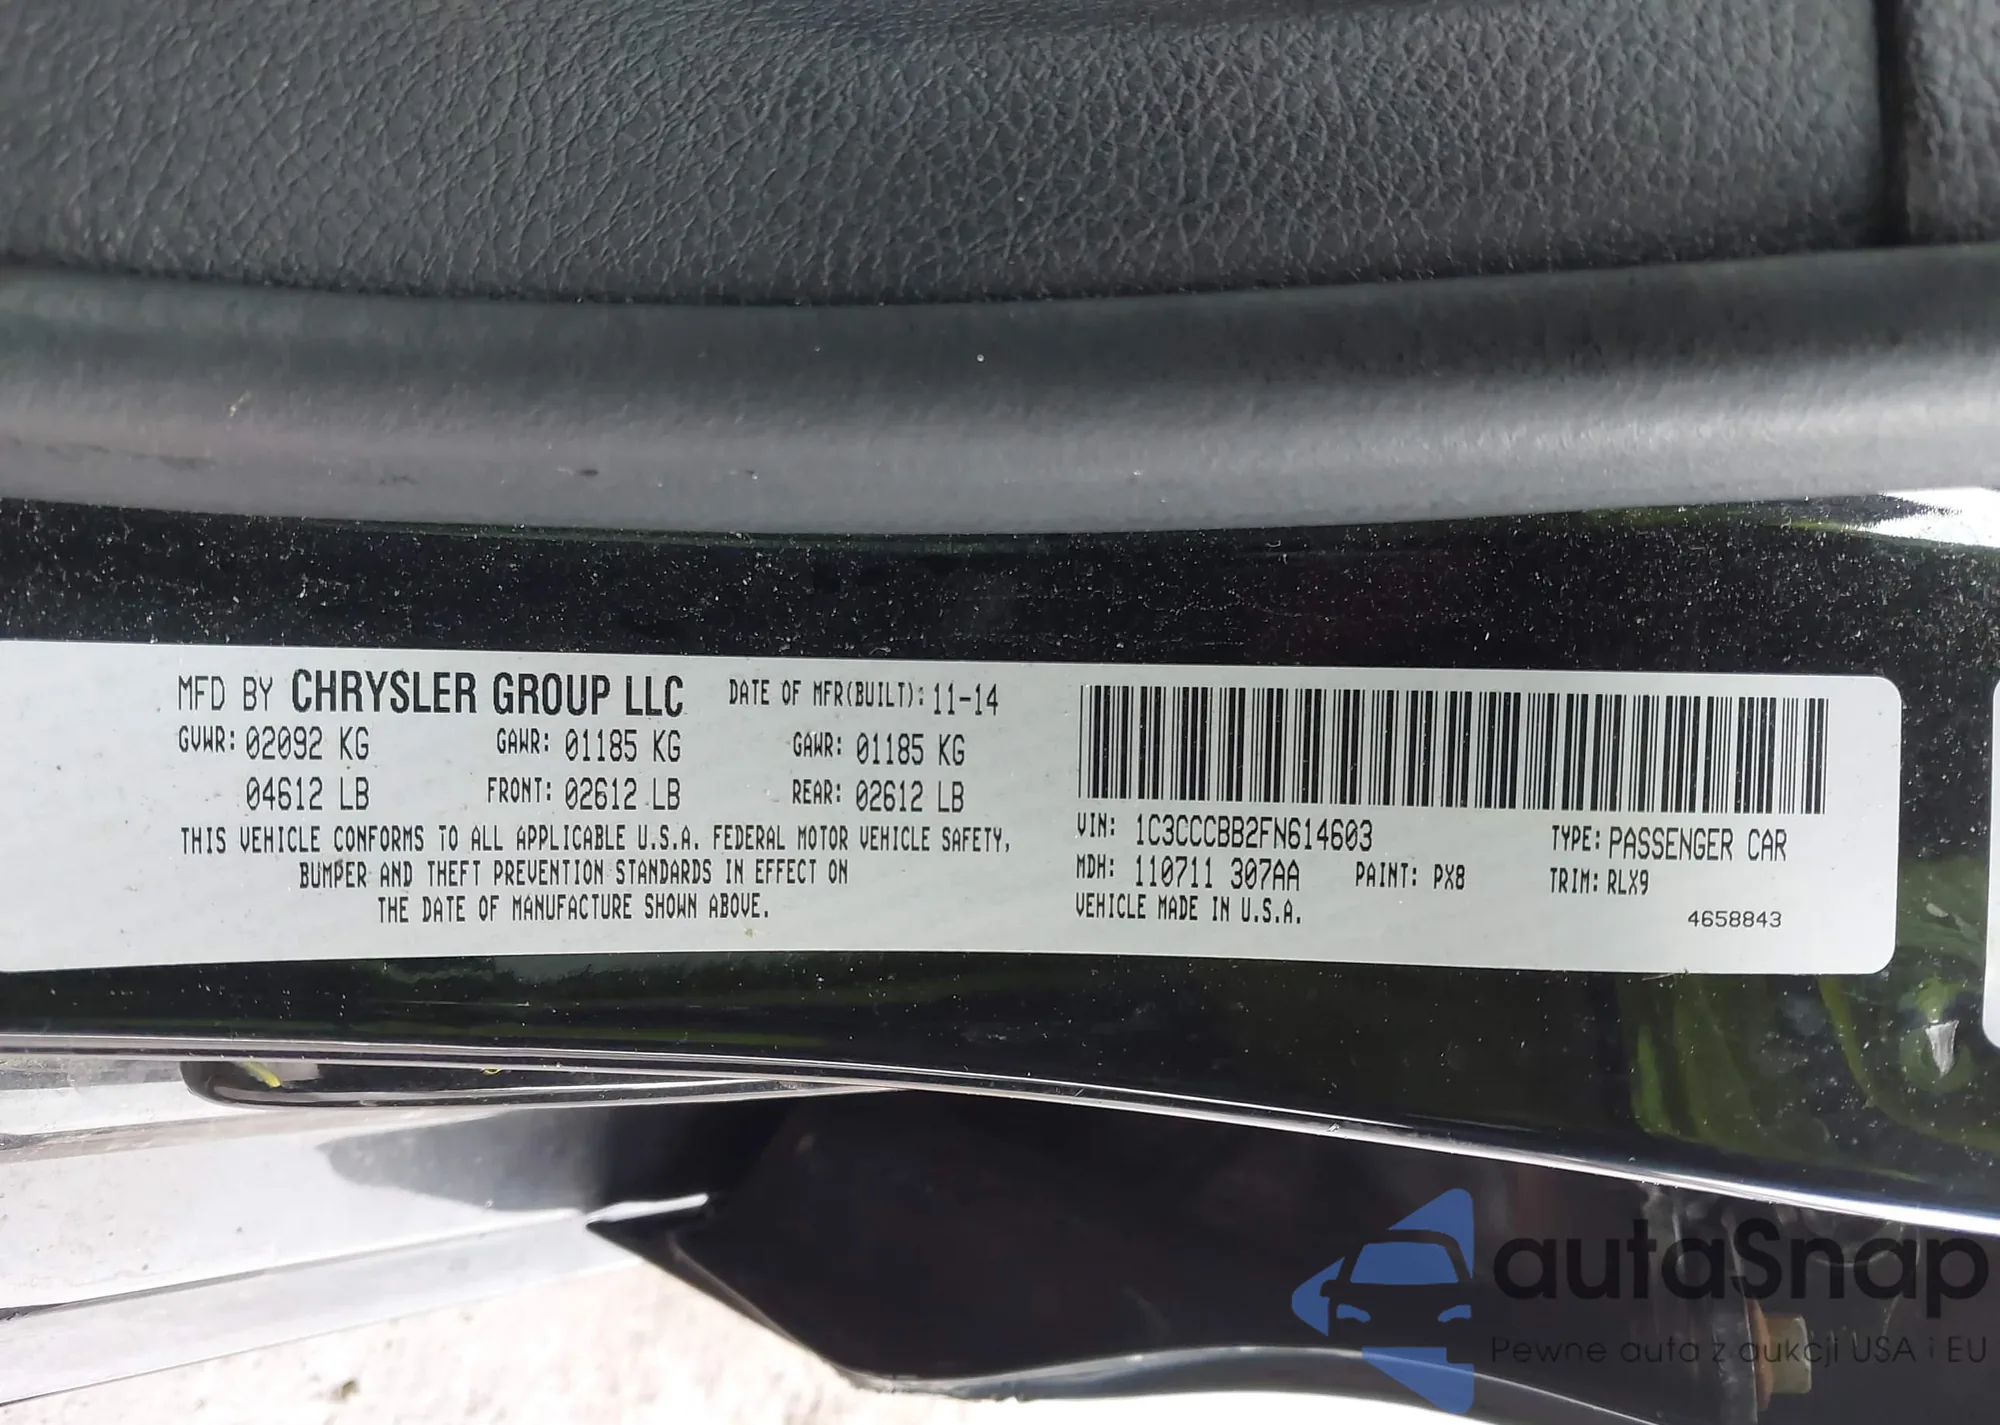 MFD BY CHRYSLER GROUP LLC DATE OF MFR(BUILT): 11-14
GVWR: 02092 KG GAWR: 01185 KG GAWR: 01185 KG
04612 LB FRONT: 02612 LB REAR: 02612 LB
THIS VEHICLE CONFORMS TO ALL APPLICABLE U.S.A. FEDERAL MOTOR VEHICLE SAFETY,
BUMPER AND THEFT PREVENTION STANDARDS IN EFFECT ON
THE DATE OF MANUFACTURE SHOWN ABOVE.
VIN: 1C3CCCBB2FN614603 TYPE: PASSENGER CAR
MDH: 110711 307AA PAINT: PX8 TRIM: RLX9
VEHICLE MADE IN U.S.A. 4658843
autaSnap
Pewne auta z aukcji USA i EU